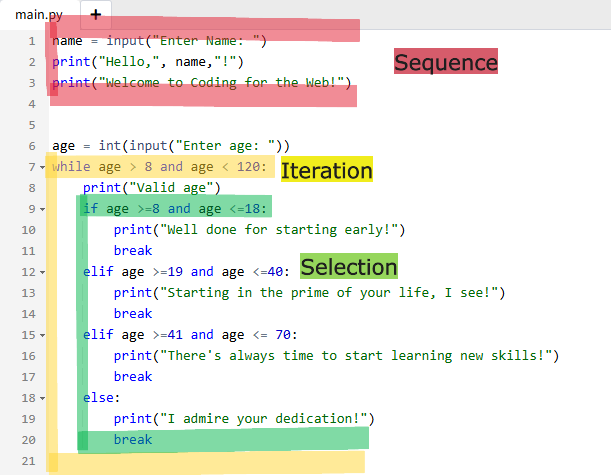 main.py +
1 name = input("Enter Name: ")
2 print("Hello,", name,"!")
Sequence
3 print("Welcome to Coding for the Web!")
4
5
6 age = int(input("Enter age: "))
7 while age > 8 and age < 120:
Iteration
8 print("Valid age")
9 if age >=8 and age <=18:
10 print("Well done for starting early!")
11 break
12 elif age >=19 and age <=40:
Selection
13 print("Starting in the prime of your life, I see!")
14 break
15 elif age >=41 and age <= 70:
16 print("There's always time to start learning new skills!")
17 break
18 else:
19 print("I admire your dedication!")
20 break
21